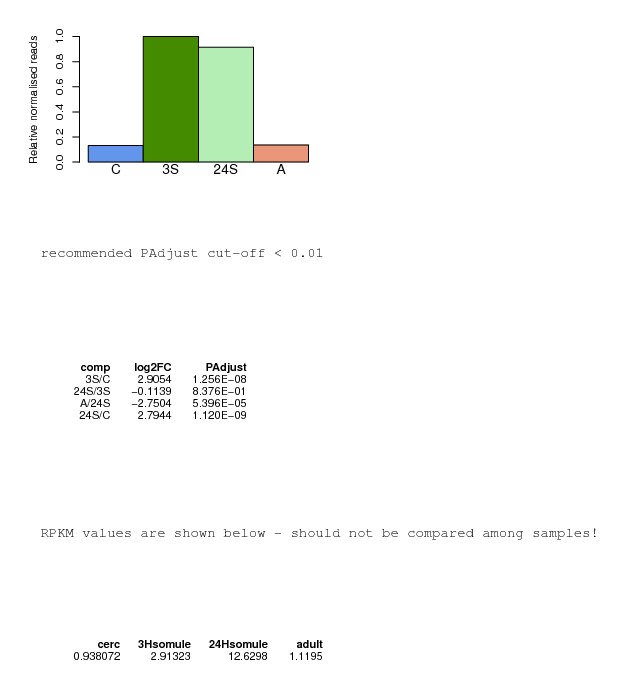 Relative normalised reads
1.0
0.8
0.6
0.4
0.2
0.0
C 3S 24S A
recommended PAdjust cut-off < 0.01
comp log2FC PAdjust
3S/C 2.9054 1.256E-08
24S/3S -0.1139 8.376E-01
A/24S -2.7504 5.396E-05
24S/C 2.7944 1.120E-09
RPKM values are shown below - should not be compared among samples!
cerc 3Hsomule 24Hsomule adult
0.938072 2.91323 12.6298 1.1195